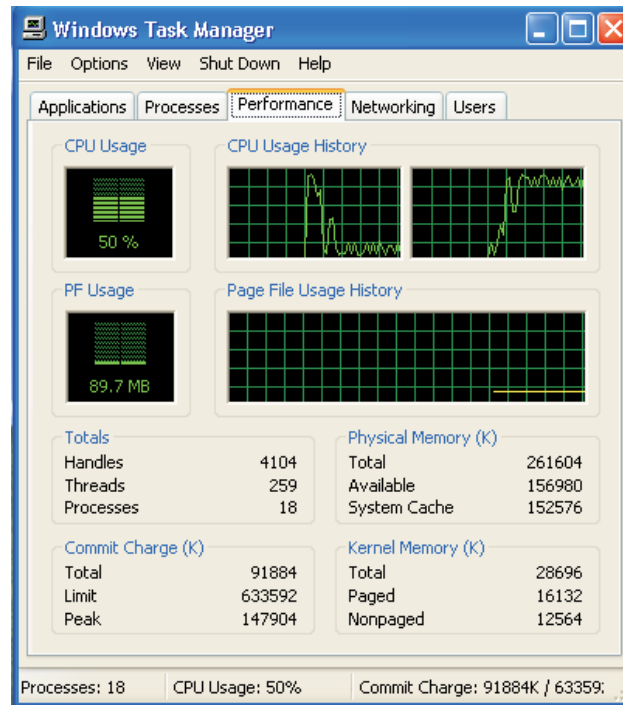 Windows Task Manager
File Options View Shut Down Help
Applications Processes Performance Networking Users
CPU Usage CPU Usage History
50 %
PF Usage Page File Usage History
89.7 MB
Totals Physical Memory (K)
Handles 4104 Total 261604
Threads 259 Available 156980
Processes 18 System Cache 152576
Commit Charge (K) Kernel Memory (K)
Total 91884 Total 28696
Limit 633592 Paged 16132
Peak 147904 Nonpaged 12564
Processes: 18 CPU Usage: 50% Commit Charge: 91884K / 63359